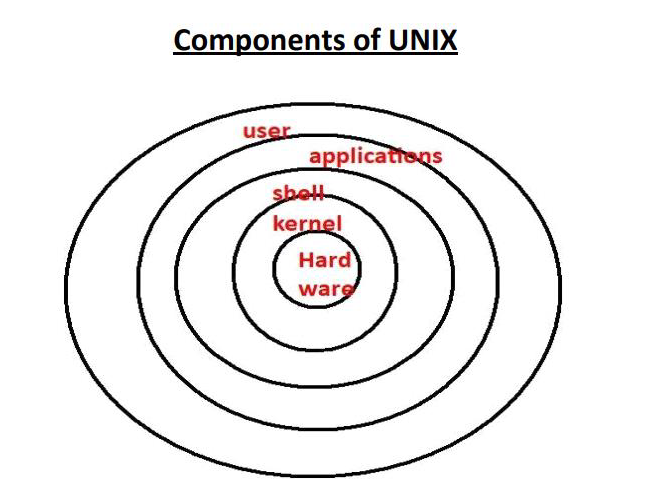 Components of UNIX
user
applications
shell
kernel
Hard
ware